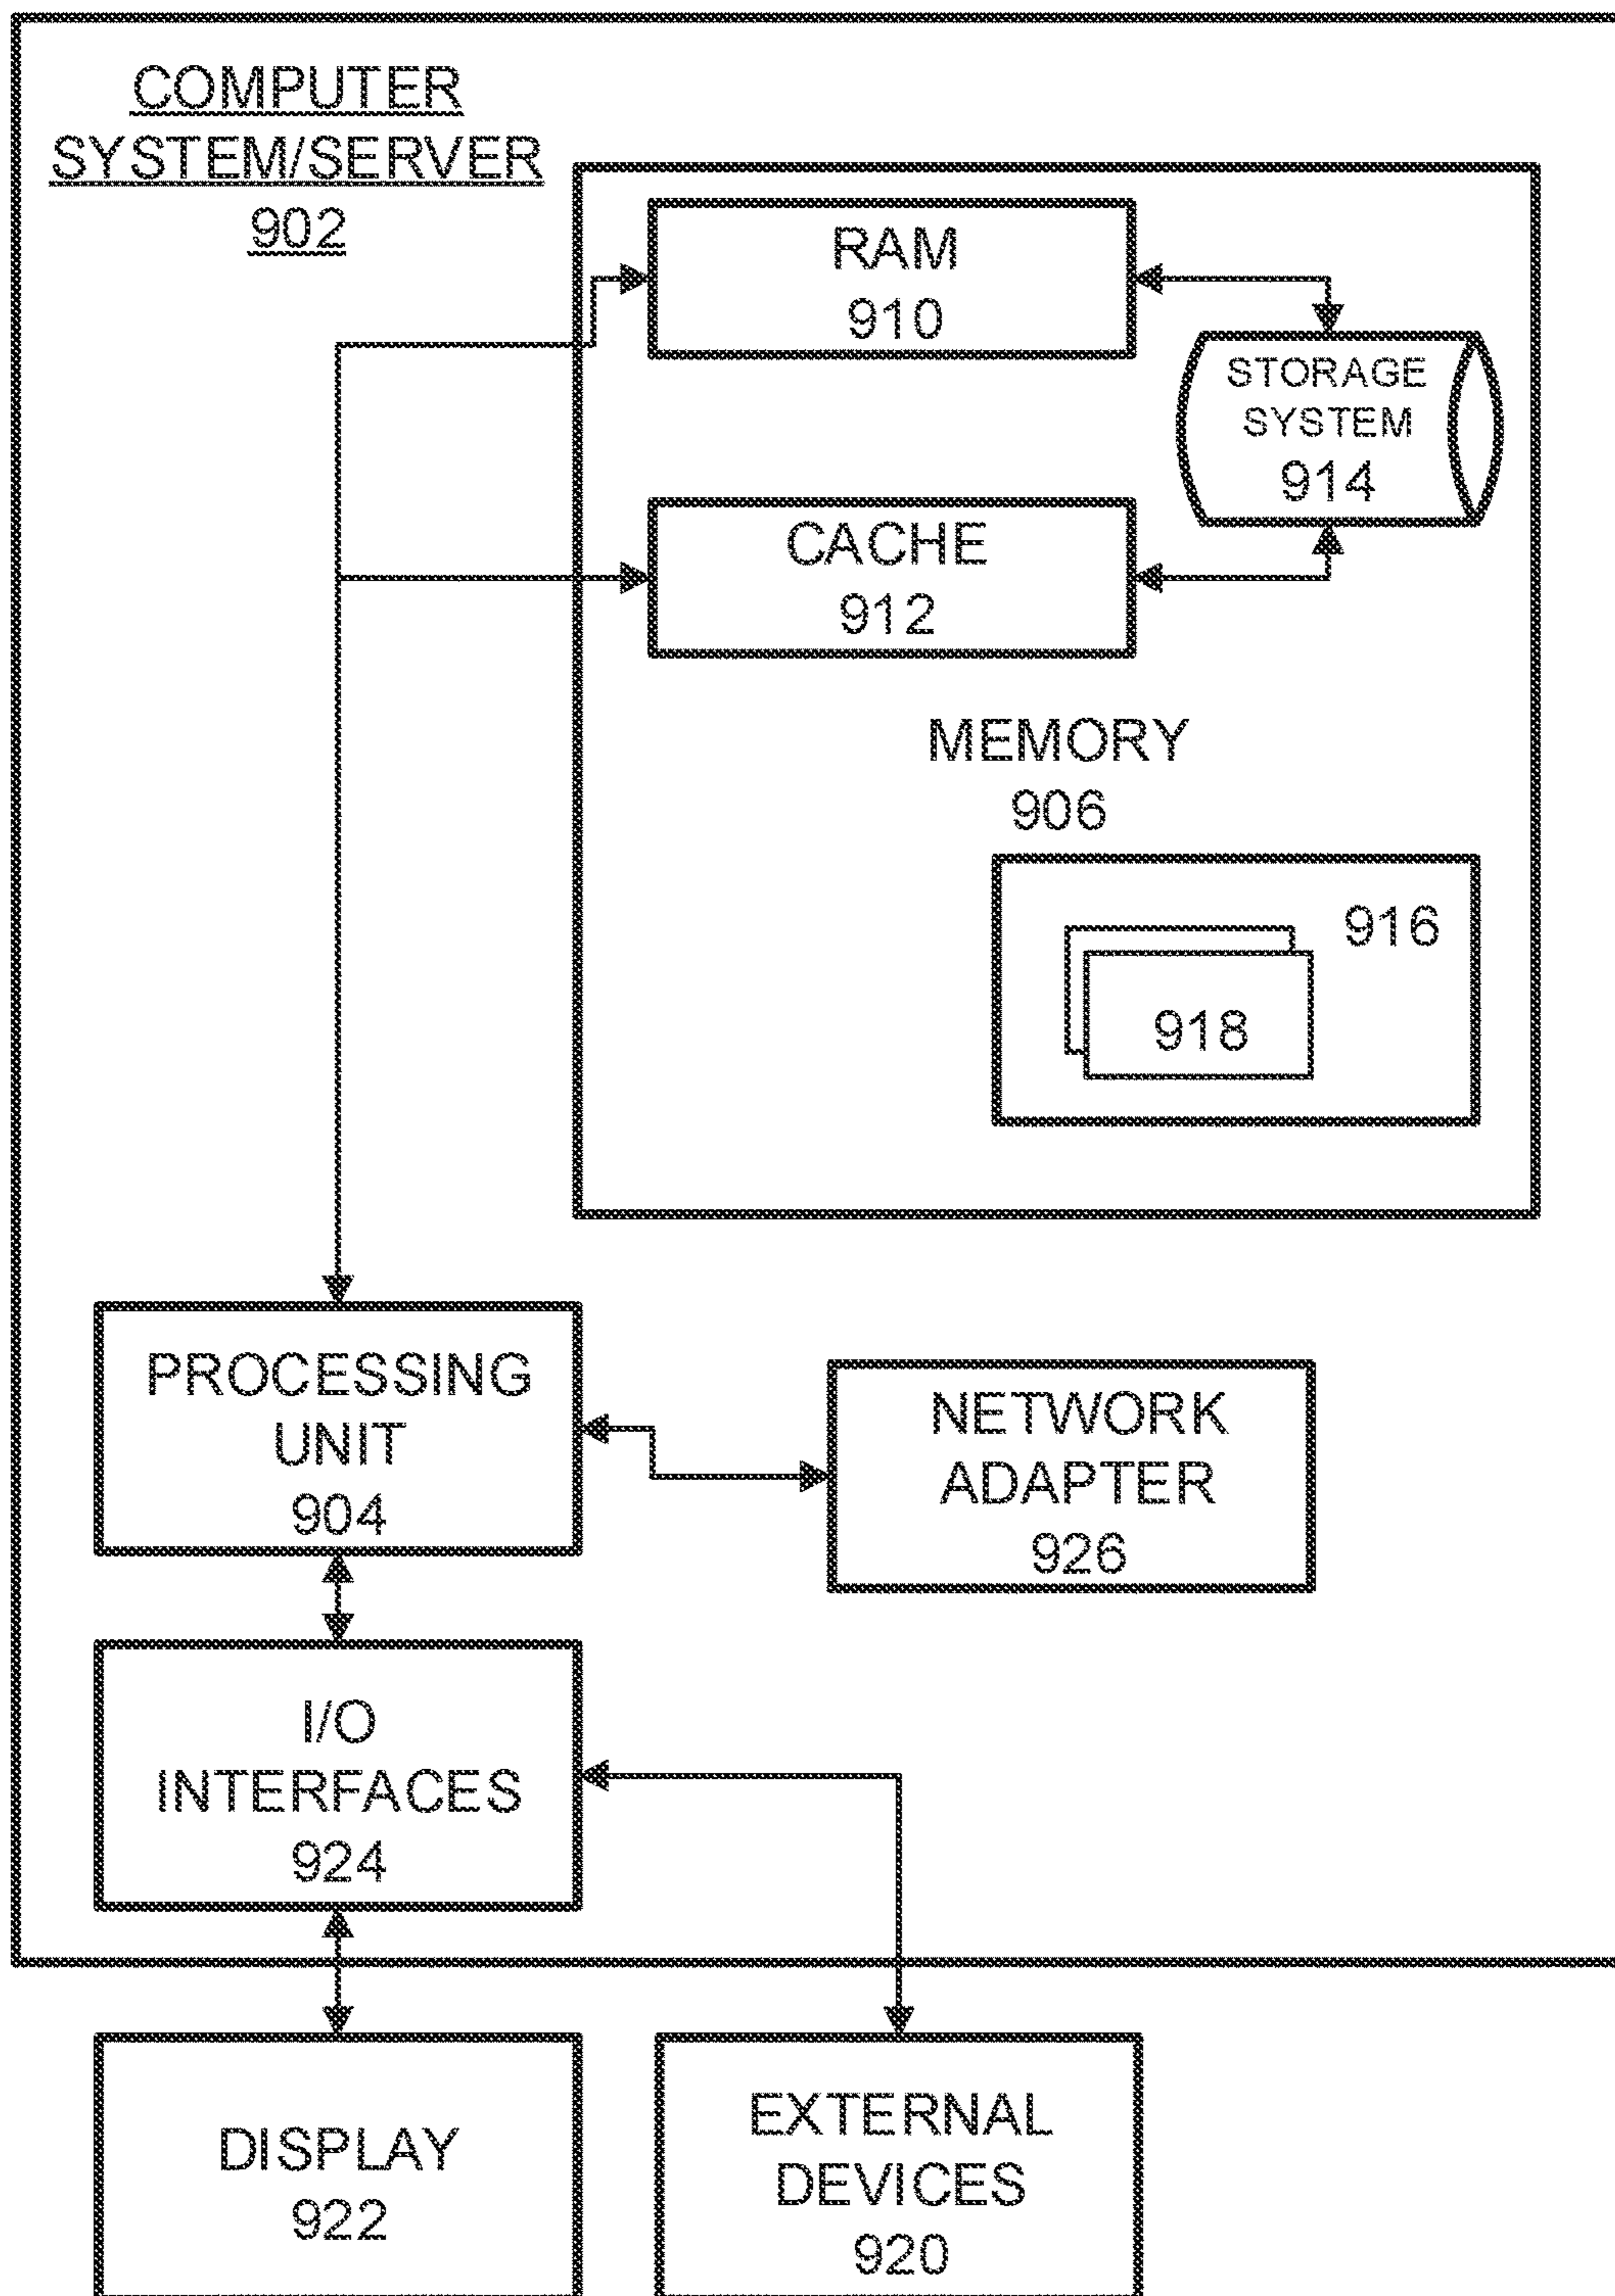 COMPUTER
SYSTEM/SERVER
902
RAM
910
STORAGE
SYSTEM
914
CACHE
912
MEMORY
906
916
918
PROCESSING
UNIT
904
NETWORK
ADAPTER
926
I/O
INTERFACES
924
DISPLAY
922
EXTERNAL
DEVICES
920